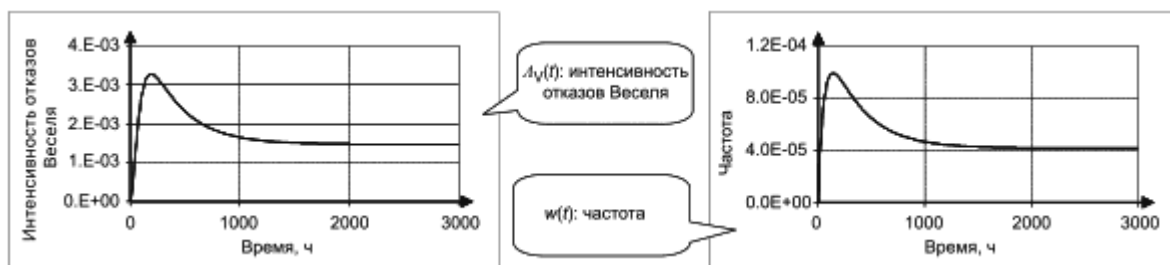 Интенсивность отказов
Веселя
4.E-03
3.E-03
2.E-03
1.E-03
0.E+00
0
1000
2000
3000
Время, ч
ΛV(t): интенсивность
отказов Веселя
w(t): частота
Частота
1.2E-04
8.0E-05
4.0E-05
0.0E+00
0
1000
2000
3000
Время, ч